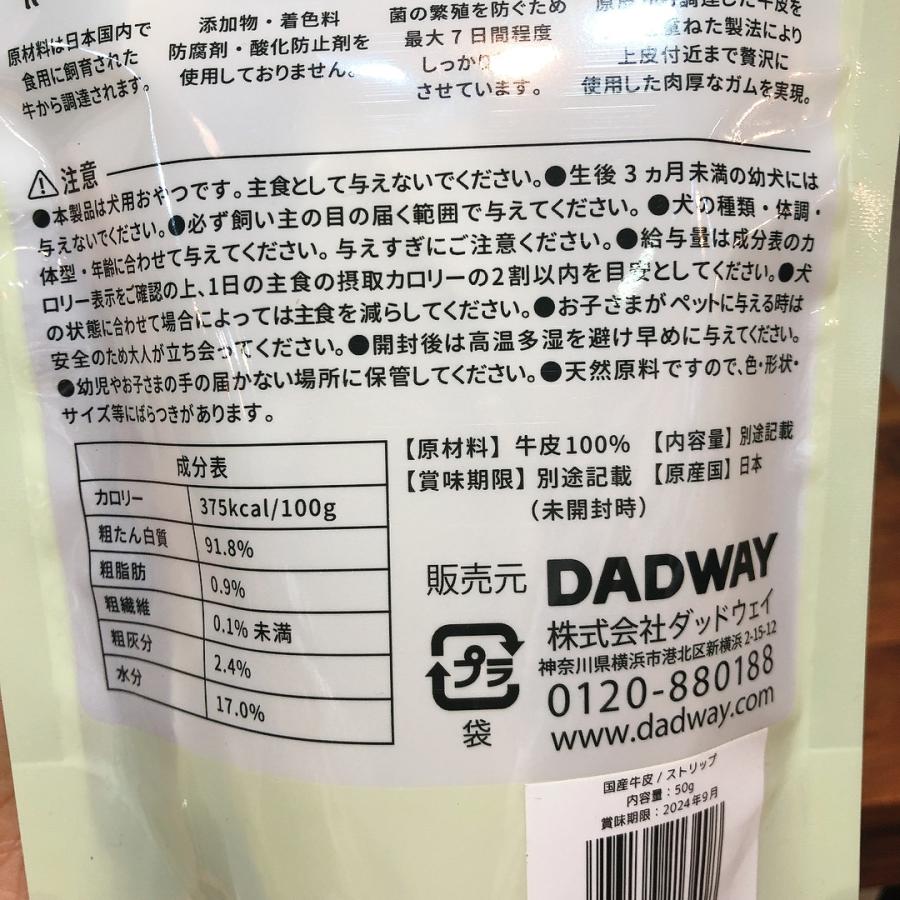 原材料は日本国内で
食用に飼育された
牛から調達されます。
添加物・着色料
防腐剤・酸化防止剤を
使用しておりません。
菌の繁殖を防ぐため
最大7日間程度
しっかり
させています。
重ねた製法により
上皮付近まで贅沢に
使用した肉厚なガムを実現。
⚠注意
●本製品は犬用おやつです。主食として与えないでください。●生後3ヵ月未満の幼犬には
与えないでください。●必ず飼い主の目の届く範囲で与えてください。●犬の種類・体調・
体型・年齢に合わせて与えてください。与えすぎにご注意ください。●給与量は成分表のカ
ロリー表示をご確認の上、1日の主食の摂取カロリーの2割以内を目安としてください。●犬
の状態に合わせて場合によっては主食を減らしてください。●お子さまがペットに与える時は
安全のため大人が立ち会ってください。●開封後は高温多湿を避け早めに与えてください。
●幼児やお子さまの手の届かない場所に保管してください。●天然原料ですので、色・形状・
サイズ等にばらつきがあります。
成分表
カロリー 375kcal/100g
粗たん白質 91.8%
粗脂肪 0.9%
粗繊維 0.1%未満
粗灰分 2.4%
水分 17.0%
【原材料】牛皮100% 【内容量】別途記載
【賞味期限】別途記載 【原産国】日本
(未開封時)
販売元 DADWAY
株式会社ダッドウェイ
神奈川県横浜市港北区新横浜2-15-12
0120-880188
www.dadway.com
プラ
袋
国産牛皮/ストリップ
内容量:50g
賞味期限:2024年9月